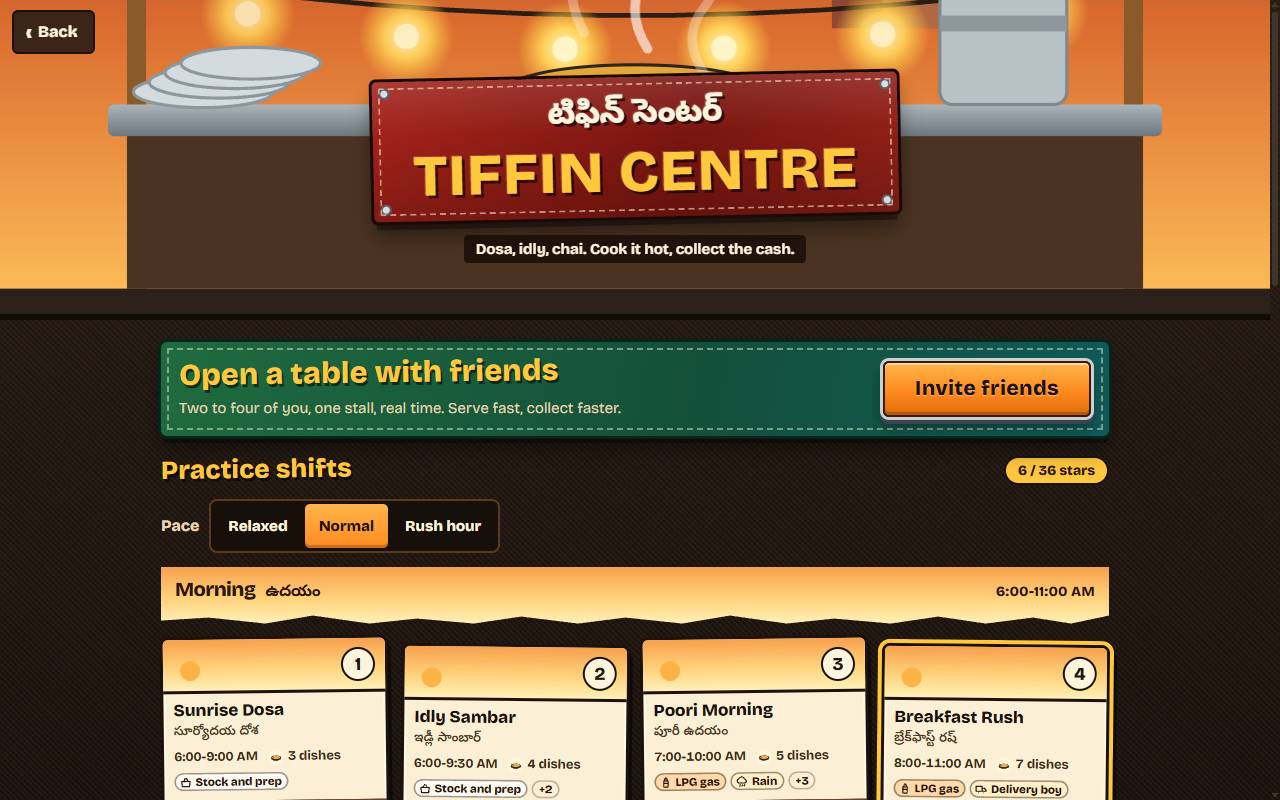 Back
టిఫిన్ సెంటర్
TIFFIN CENTRE
Dosa, idly, chai. Cook it hot, collect the cash.
Open a table with friends
Two to four of you, one stall, real time. Serve fast, collect faster.
Invite friends
Practice shifts
6 / 36 stars
Pace Relaxed Normal Rush hour
Morning ఉదయం 6:00-11:00 AM
1
Sunrise Dosa
సూర్యోదయ దోశ
6:00-9:00 AM 3 dishes
Stock and prep
2
Idly Sambar
ఇడ్లీ సాంబార్
6:00-9:30 AM 4 dishes
Stock and prep +2
3
Poori Morning
పూరీ ఉదయం
7:00-10:00 AM 5 dishes
LPG gas Rain +3
4
Breakfast Rush
బ్రేక్‌ఫాస్ట్ రష్
8:00-11:00 AM 7 dishes
LPG gas Delivery boy